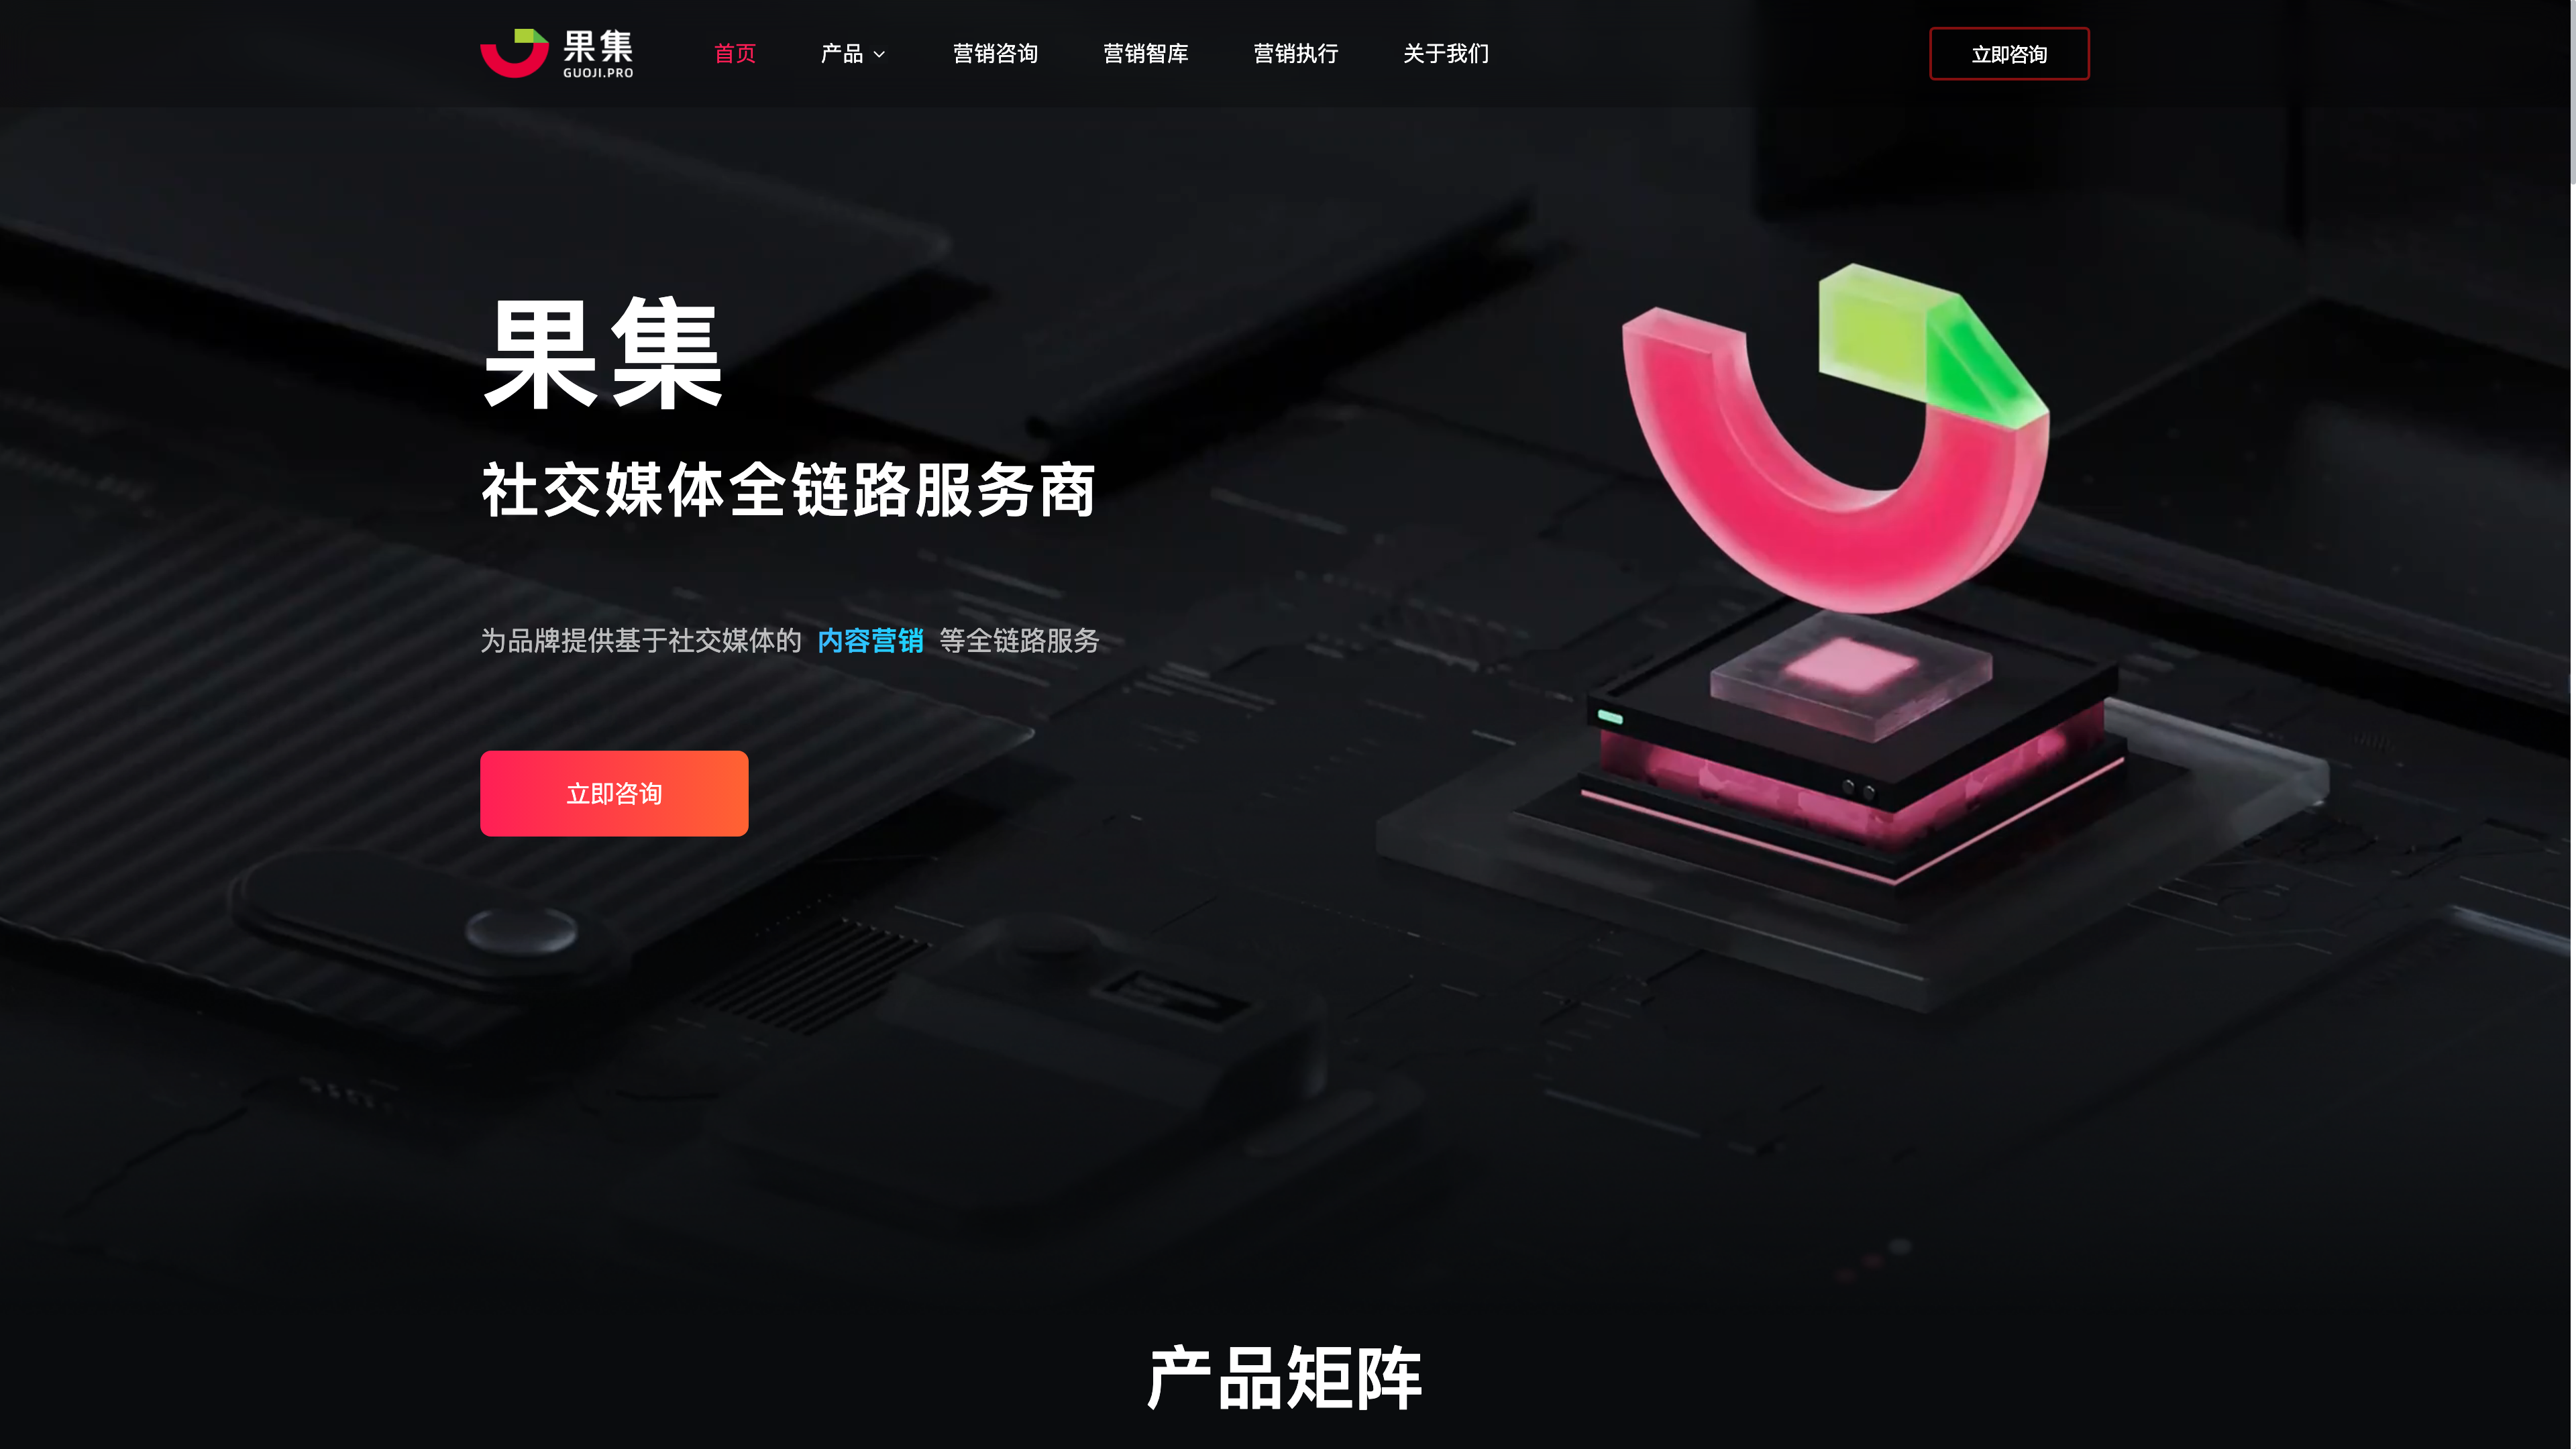 果集
GUOJI.PRO
首页
产品
营销咨询
营销智库
营销执行
关于我们
立即咨询
果集
社交媒体全链路服务商
为品牌提供基于社交媒体的 内容营销 等全链路服务
立即咨询
产品矩阵